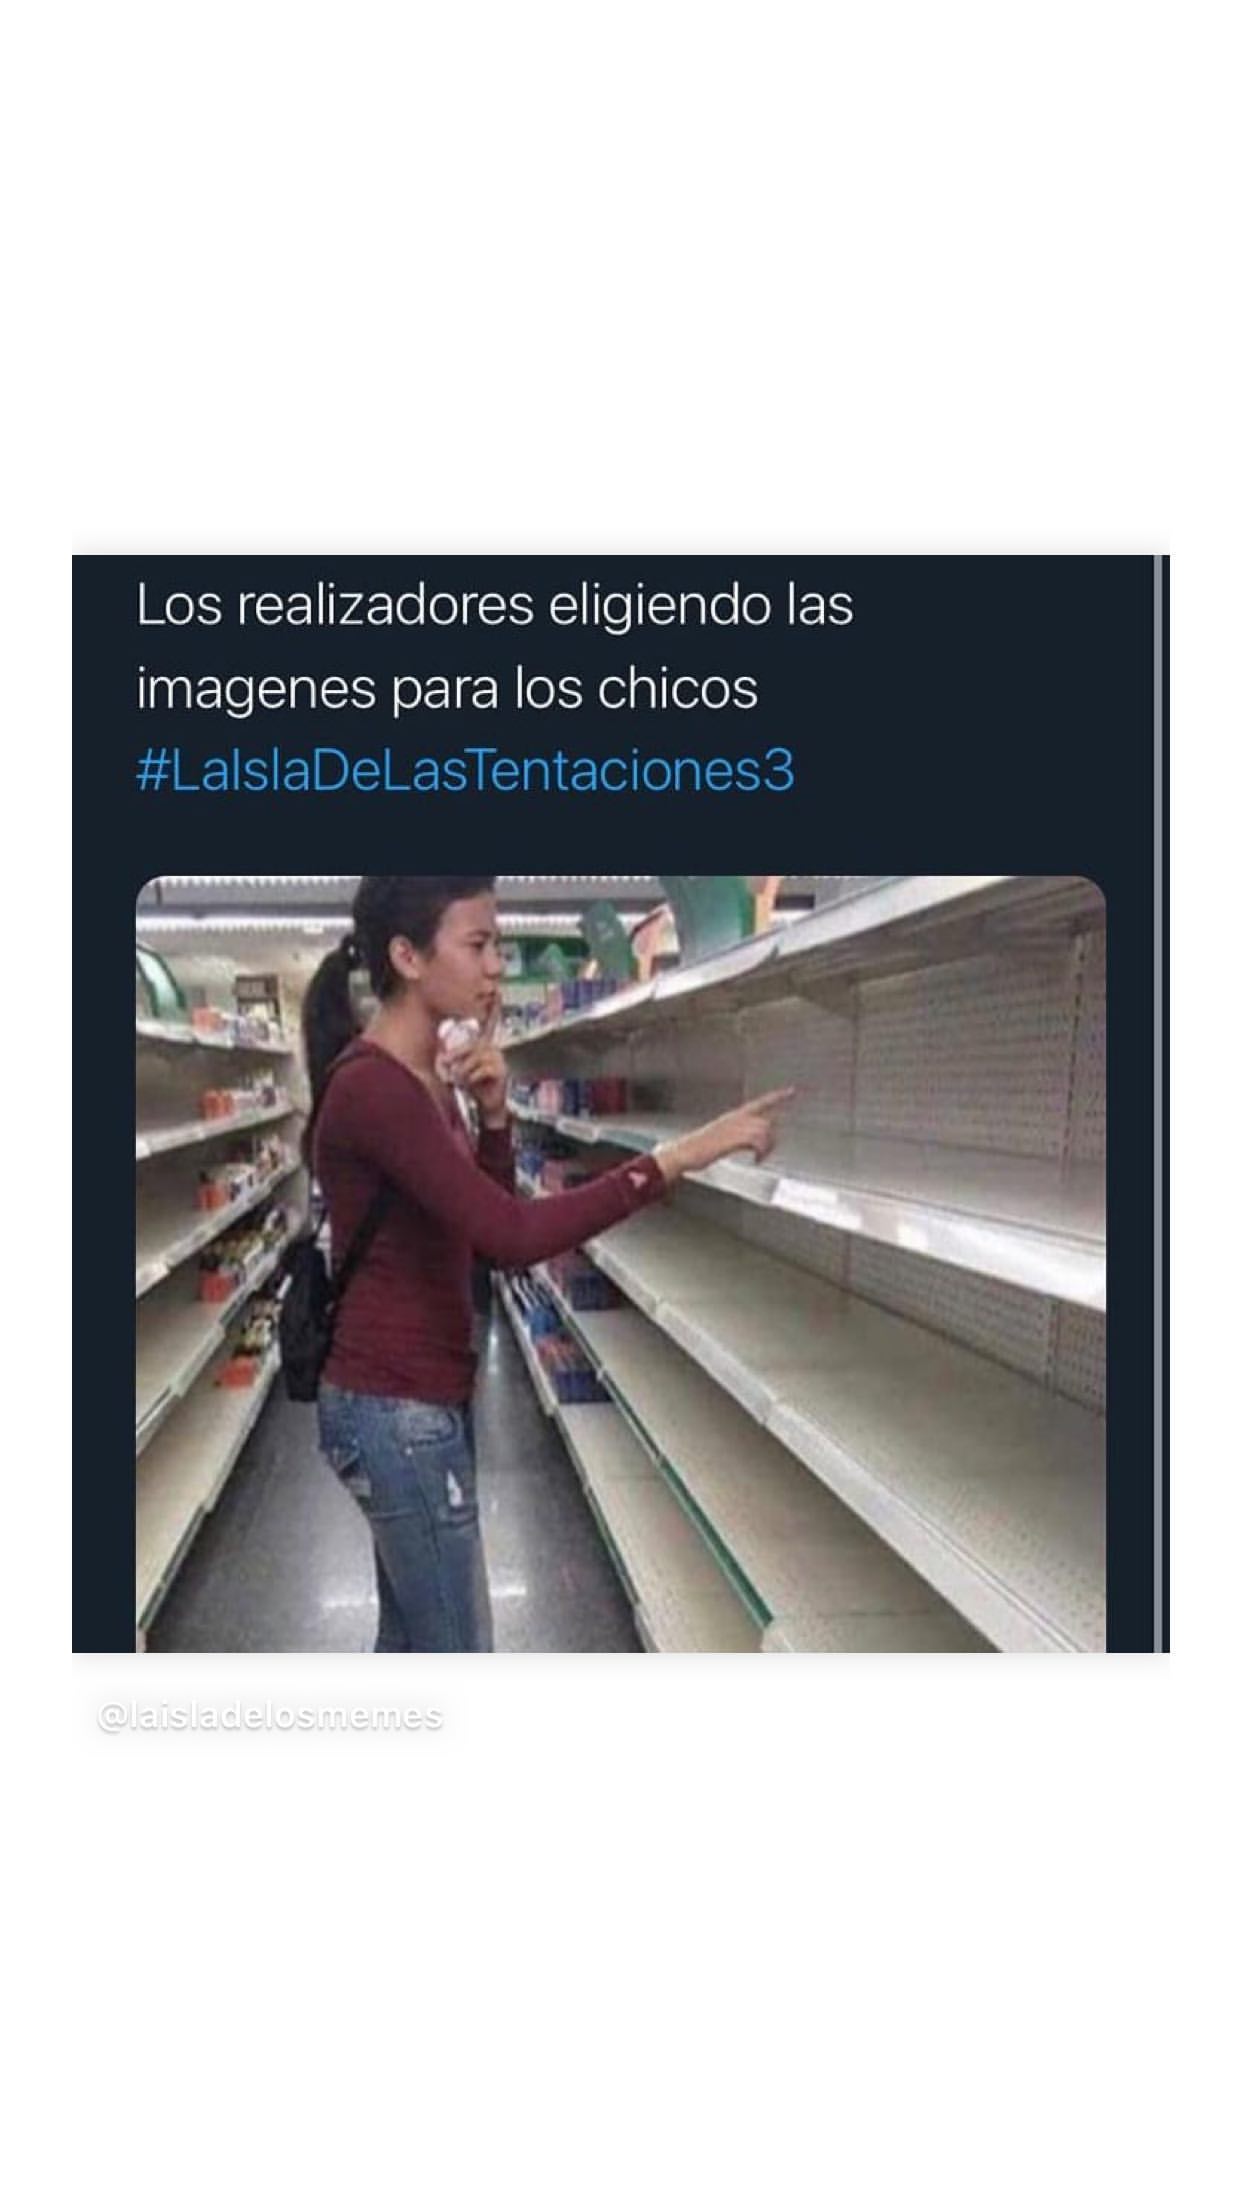 Los realizadores eligiendo las
imagenes para los chicos
#LaIslaDeLasTentaciones3
@laisladelosmemes